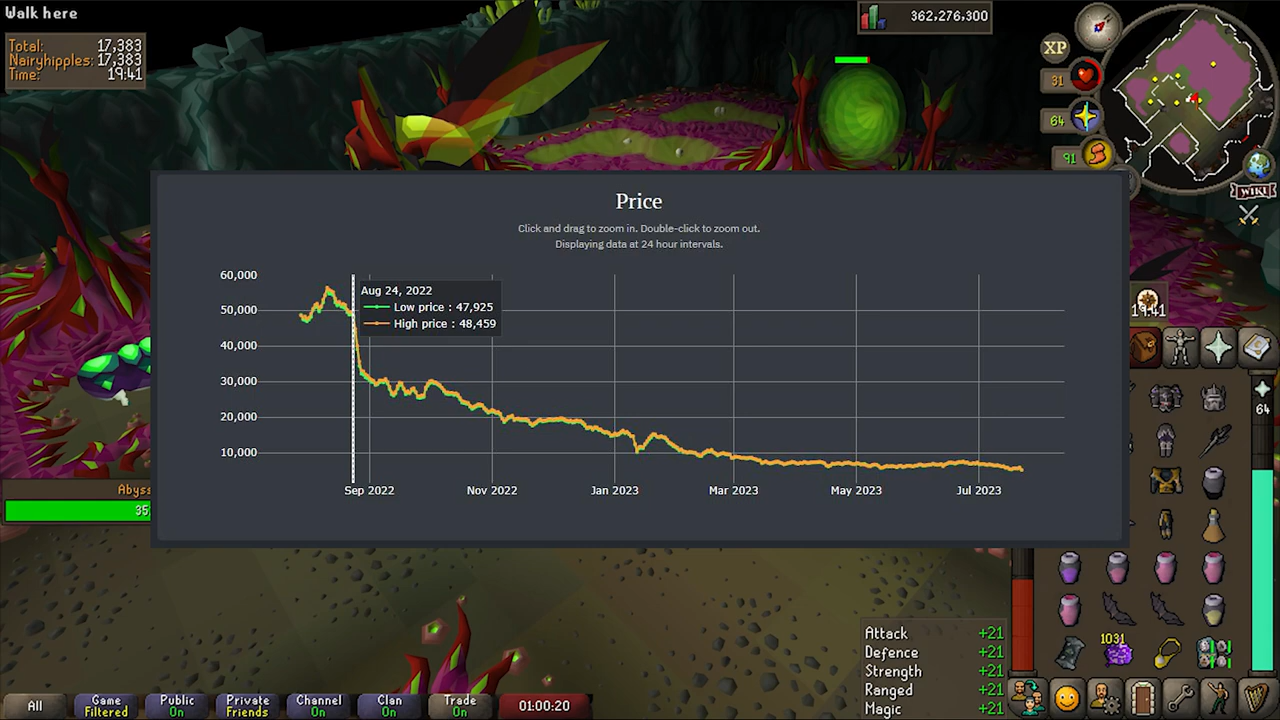 Walk here
Total: 17,383
Nairyhipples: 17,383
Time: 19:41
362,276,300
XP
31
64
91
WIKI
Price
Click and drag to zoom in. Double-click to zoom out.
Displaying data at 24 hour intervals.
60,000
50,000
40,000
30,000
20,000
10,000
Aug 24, 2022
Low price : 47,925
High price : 48,459
Sep 2022
Nov 2022
Jan 2023
Mar 2023
May 2023
Jul 2023
19:41
64
Abyss
35
1031
Attack +21
Defence +21
Strength +21
Ranged +21
Magic +21
All
Game
Filtered
Public
On
Private
Friends
Channel
On
Clan
On
Trade
On
01:00:20